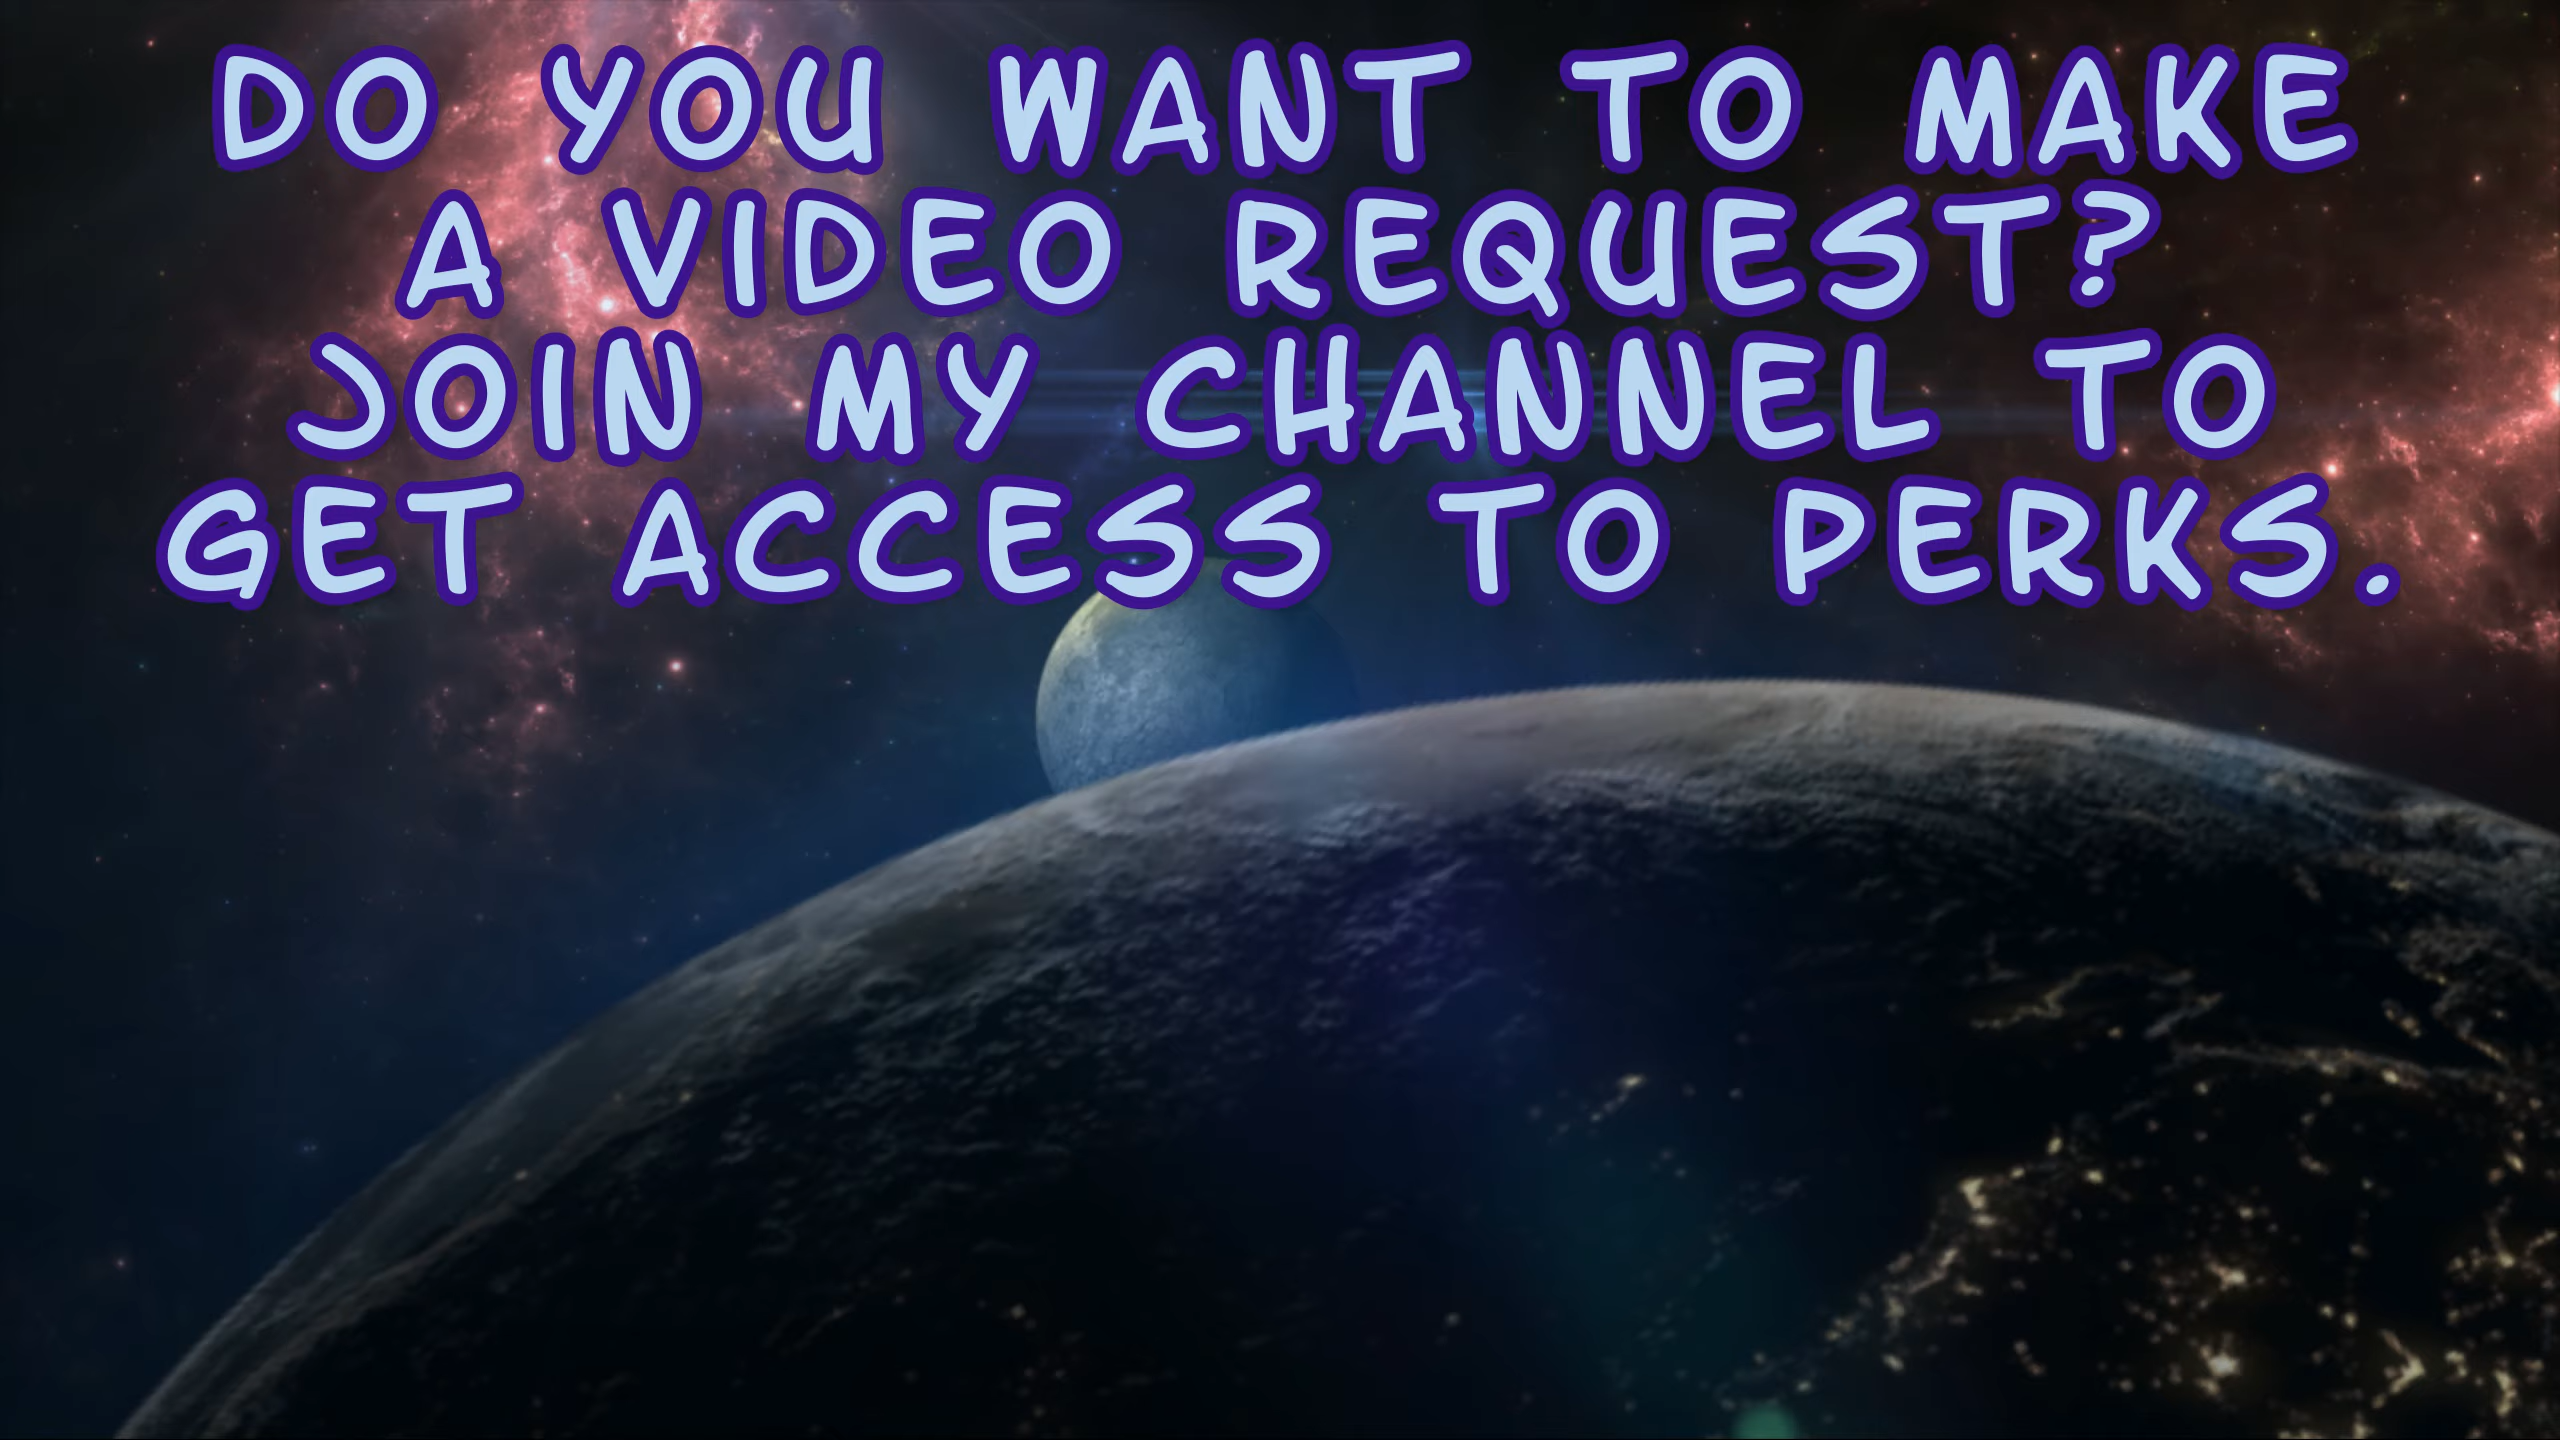 DO YOU WANT TO MAKE
A VIDEO REQUEST?
JOIN MY CHANNEL TO
GET ACCESS TO PERKS.